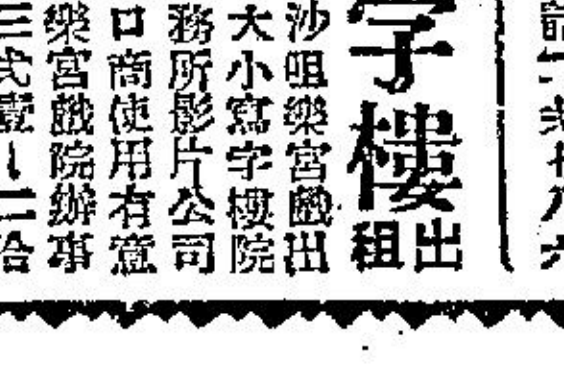 字樓
出租
沙咀樂宮戲出
大小寫字樓院
務所影片公司
口商使用有意
樂宮戲院辦事
三式壹一二洽